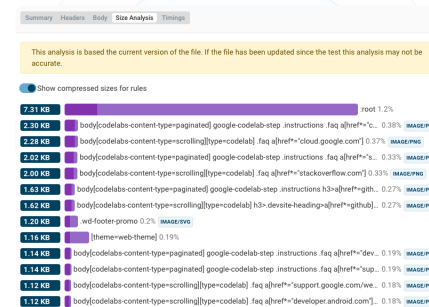 Summary Headers Body Size Analysis Timings
This analysis is based the current version of the file. If the file has been updated since the test this analysis may not be
accurate.
Show compressed sizes for rules
7.31 KB :root 1.2%
2.30 KB body[codelabs-content-type=paginated] google-codelab-step .instructions .faq a[href*="c... 0.38% IMAGE/P
2.28 KB body[codelabs-content-type=scrolling][type=codelab] .faq a[href*="cloud.google.com"] 0.37% IMAGE/PNG
2.02 KB body[codelabs-content-type=paginated] google-codelab-step .instructions .faq a[href*="s... 0.33% IMAGE/P
2.00 KB body[codelabs-content-type=scrolling][type=codelab] .faq a[href*="stackoverflow.com"] 0.33% IMAGE/PNG
1.63 KB body[codelabs-content-type=paginated] google-codelab-step .instructions h3>a[href*=gith... 0.27% IMAGE/P
1.62 KB body[codelabs-content-type=scrolling][type=codelab] h3>.devsite-heading>a[href*=github]... 0.27% IMAGE/P
1.20 KB .wd-footer-promo 0.2% IMAGE/SVG
1.16 KB [theme=web-theme] 0.19%
1.14 KB body[codelabs-content-type=paginated] google-codelab-step .instructions .faq a[href*="dev... 0.19% IMAGE/P
1.14 KB body[codelabs-content-type=paginated] google-codelab-step .instructions .faq a[href*="sup... 0.19% IMAGE/P
1.12 KB body[codelabs-content-type=scrolling][type=codelab] .faq a[href*="support.google.com/we... 0.18% IMAGE/P
1.12 KB body[codelabs-content-type=scrolling][type=codelab] .faq a[href*="developer.android.com"]... 0.18% IMAGE/P